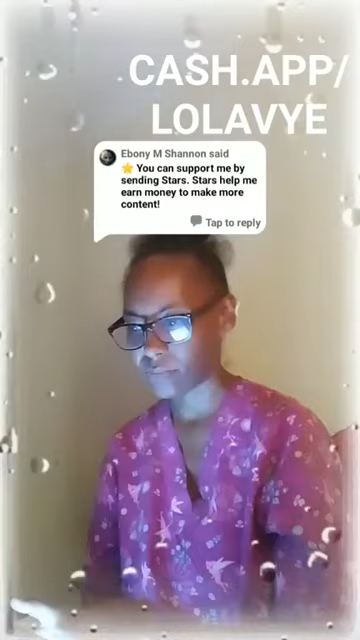 CASH.APP/
LOLAVYE
Ebony M Shannon said
⭐ You can support me by
sending Stars. Stars help me
earn money to make more
content!
Tap to reply